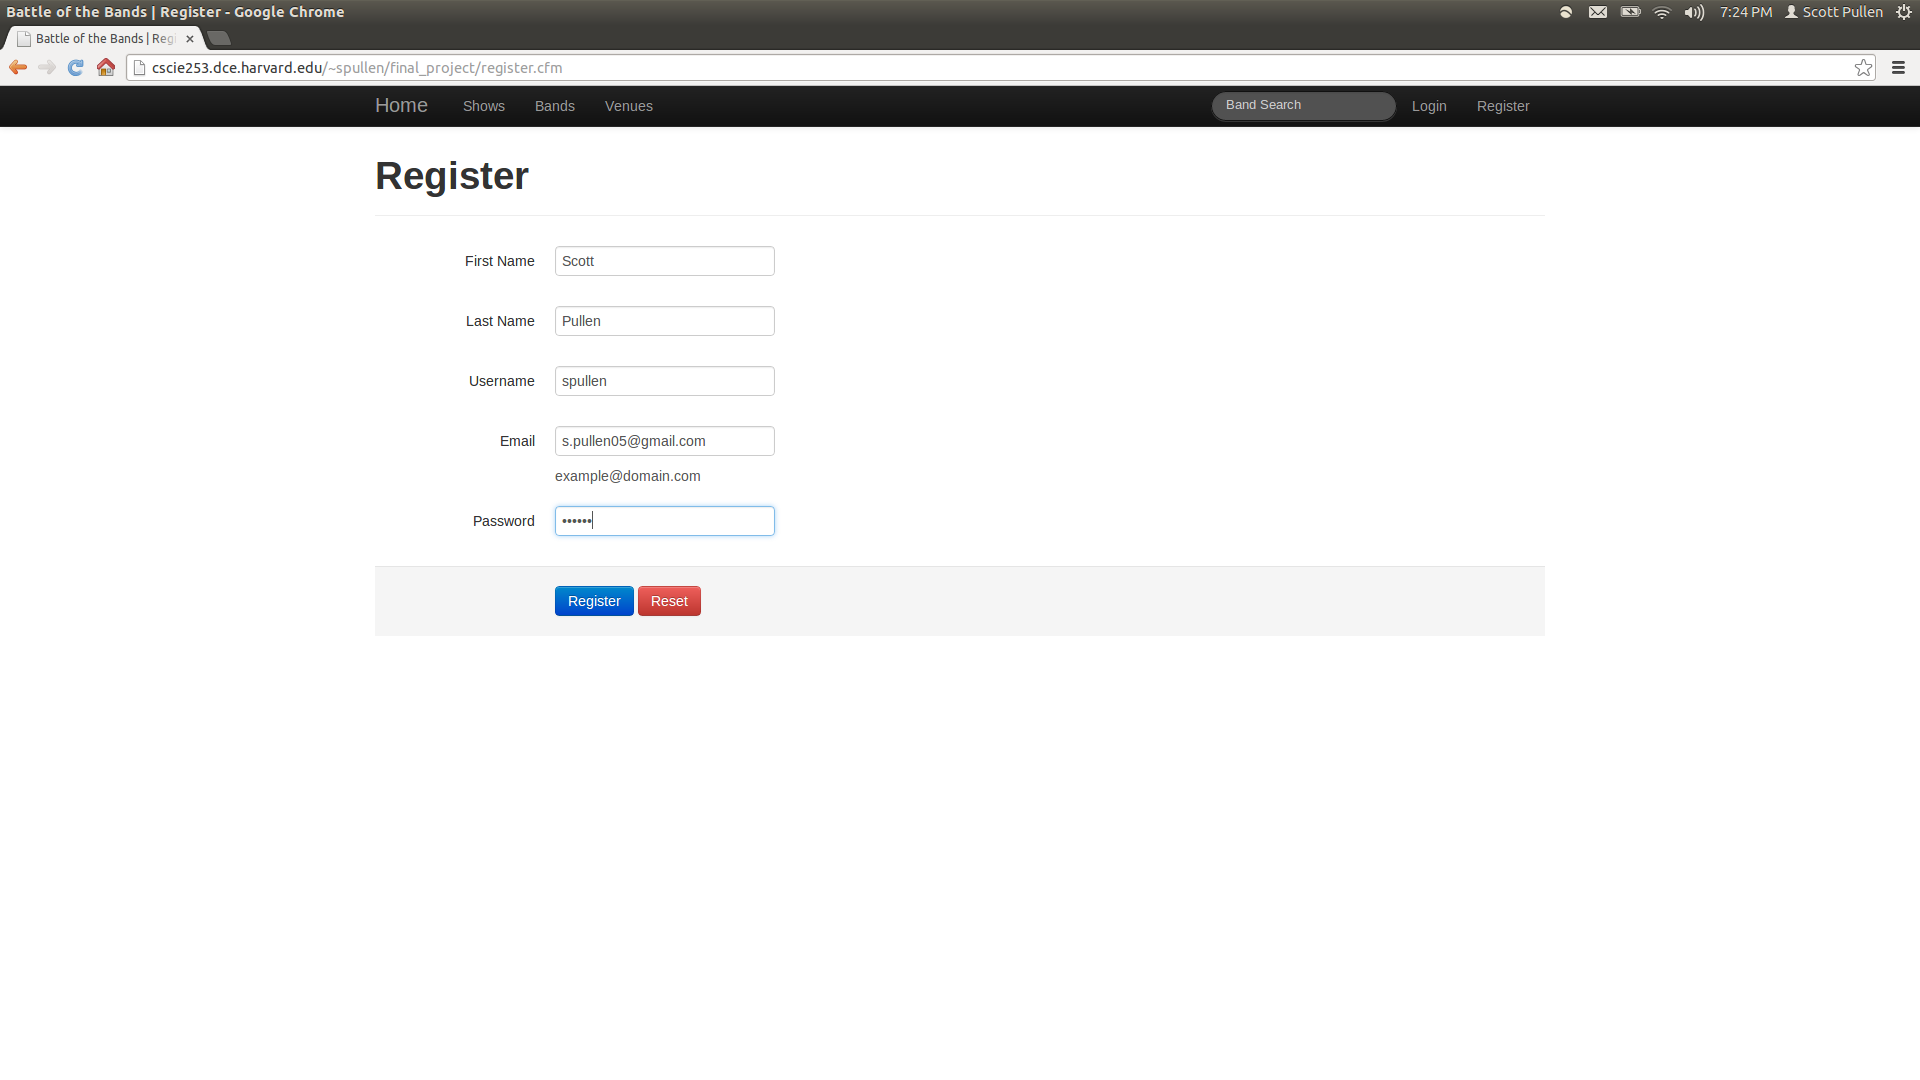 Battle of the Bands | Register - Google Chrome
7:24 PM Scott Pullen
Battle of the Bands | Regi
cscie253.dce.harvard.edu/~spullen/final_project/register.cfm
Home Shows Bands Venues Band Search Login Register
Register
First Name Scott
Last Name Pullen
Username spullen
Email s.pullen05@gmail.com
example@domain.com
Password ••••••
Register Reset